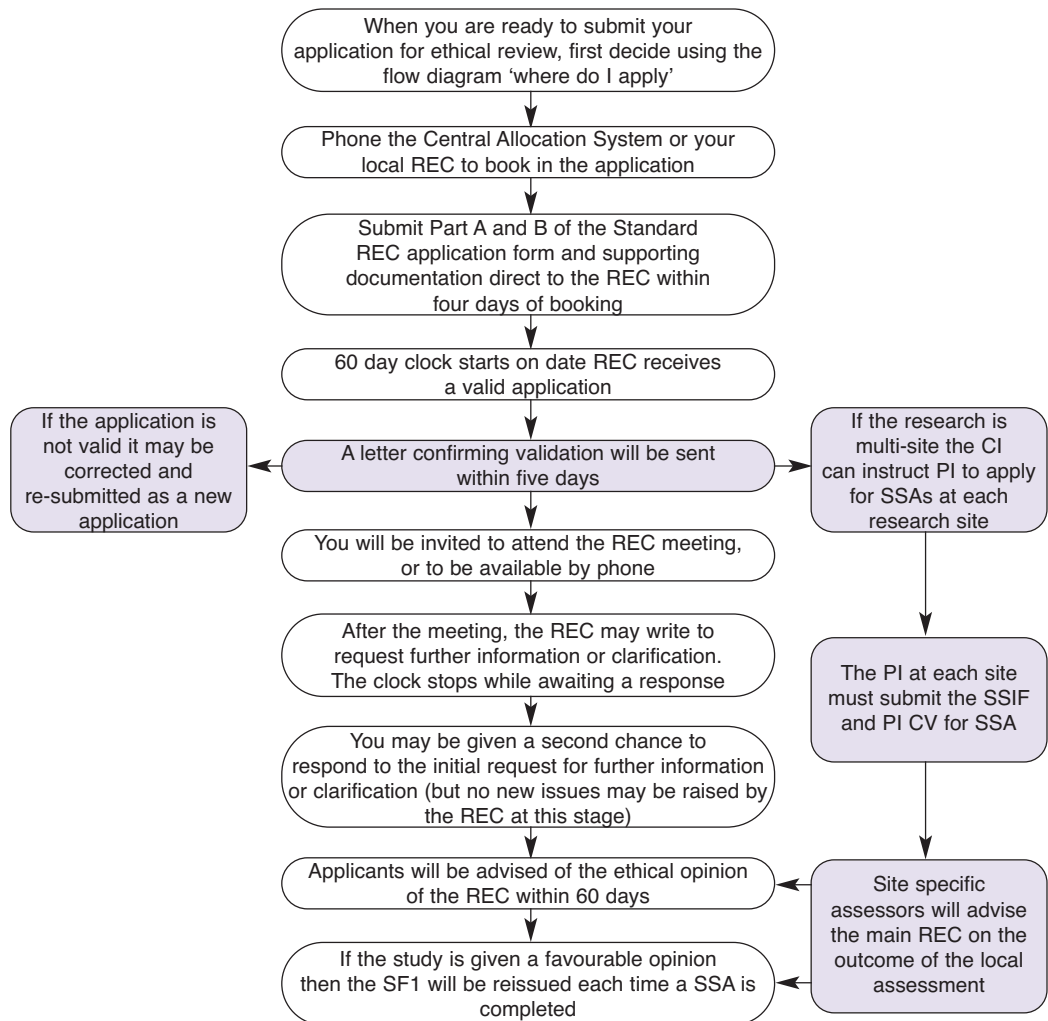 When you are ready to submit your
application for ethical review, first decide using the
flow diagram ‘where do I apply’
Phone the Central Allocation System or your
local REC to book in the application
Submit Part A and B of the Standard
REC application form and supporting
documentation direct to the REC within
four days of booking
60 day clock starts on date REC receives
a valid application
If the application is
not valid it may be
corrected and
re-submitted as a new
application
A letter confirming validation will be sent
within five days
If the research is
multi-site the CI
can instruct PI to apply
for SSAs at each
research site
You will be invited to attend the REC meeting,
or to be available by phone
After the meeting, the REC may write to
request further information or clarification.
The clock stops while awaiting a response
The PI at each site
must submit the SSIF
and PI CV for SSA
You may be given a second chance to
respond to the initial request for further information
or clarification (but no new issues may be raised by
the REC at this stage)
Applicants will be advised of the ethical opinion
of the REC within 60 days
Site specific
assessors will advise
the main REC on the
outcome of the local
assessment
If the study is given a favourable opinion
then the SF1 will be reissued each time a SSA is
completed